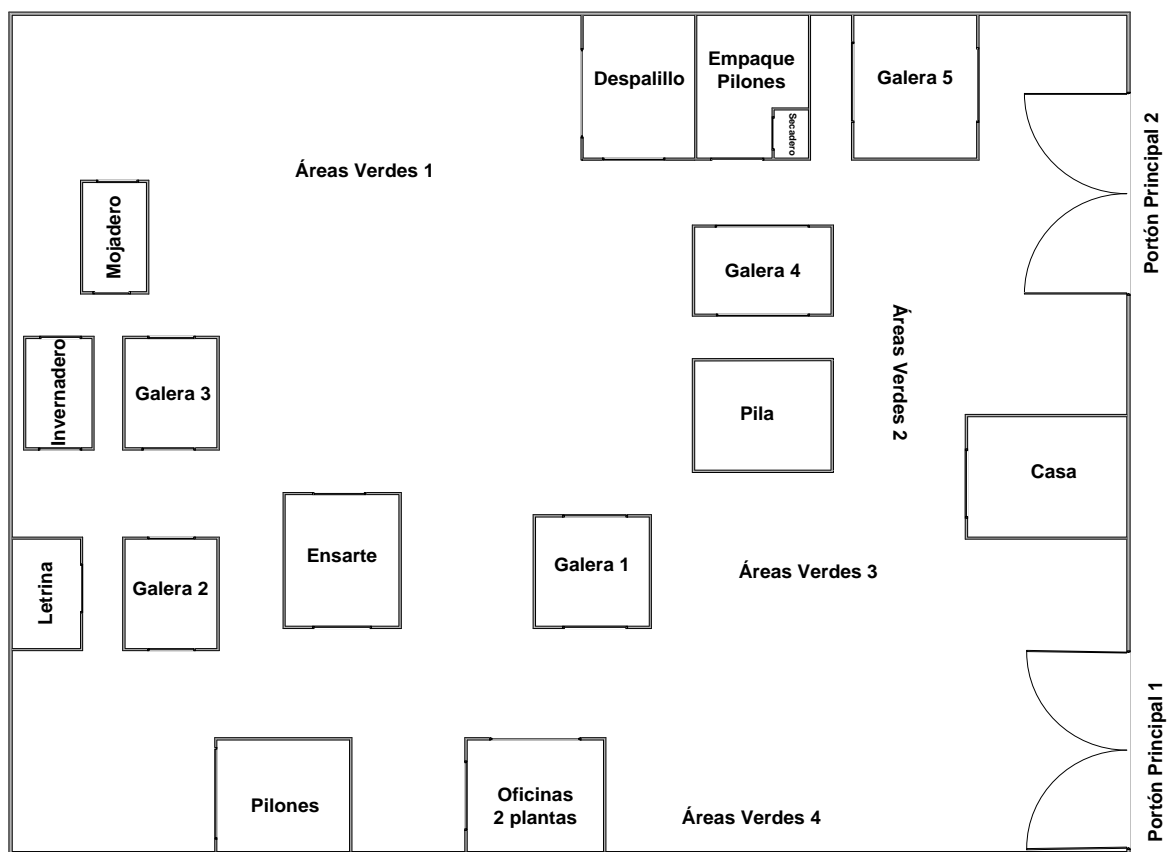 Despalillo
Empaque
Pilones
Secadero
Galera 5
Portón Principal 2
Áreas Verdes 1
Mojadero
Galera 4
Áreas Verdes 2
Invernadero
Galera 3
Pila
Casa
Letrina
Galera 2
Ensarte
Galera 1
Áreas Verdes 3
Portón Principal 1
Pilones
Oficinas
2 plantas
Áreas Verdes 4